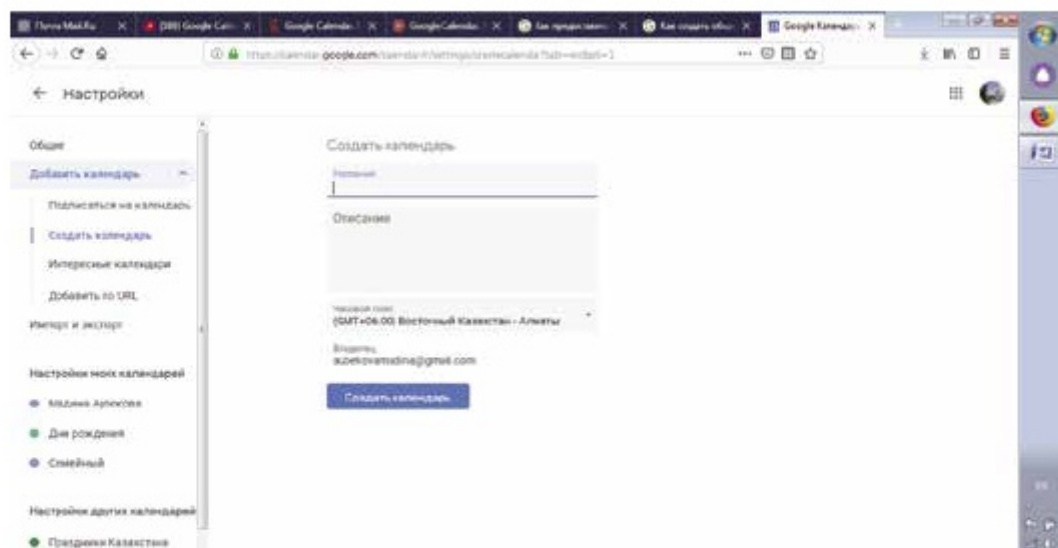 Google Календарь
← Настройки
Общие
Добавить календарь
Подписаться на календарь
Создать календарь
Интересные календари
Добавить по URL
Импорт и экспорт
Настройки моих календарей
Дни рождения
Семейный
Настройки других календарей
Праздники Казахстана
Создать календарь
Название
Описание
Часовой пояс
(GMT+06:00) Восточный Казахстан - Алматы
Владелец
Создать календарь